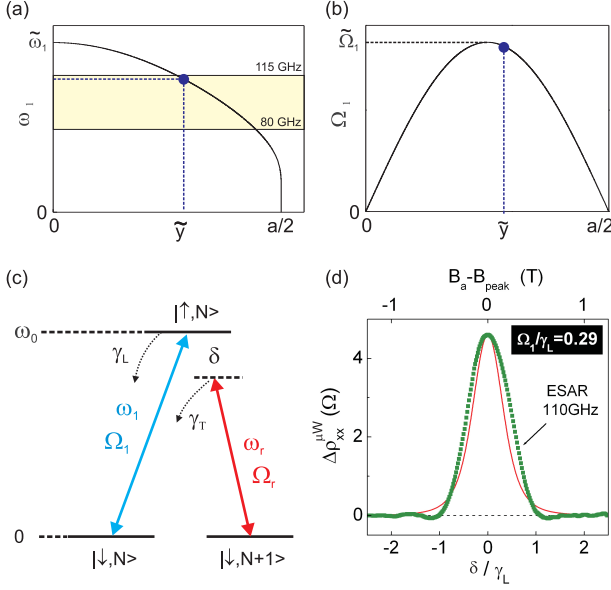 (a)
ω̃₁
115 GHz
80 GHz
ω₁
0
0
ỹ
a/2
(b)
Ω̃₁
Ω₁
0
0
ỹ
a/2
(c)
|↑,N>
ω₀
γL
δ
γT
ω₁
Ω₁
ωr
Ωr
0
|↓,N>
|↓,N+1>
(d)
Ba-Bpeak (T)
-1 0 1
Ω₁/γL=0.29
ESAR
110GHz
Δρxx^μW(Ω)
4
2
0
-2 -1 0 1 2
δ / γL